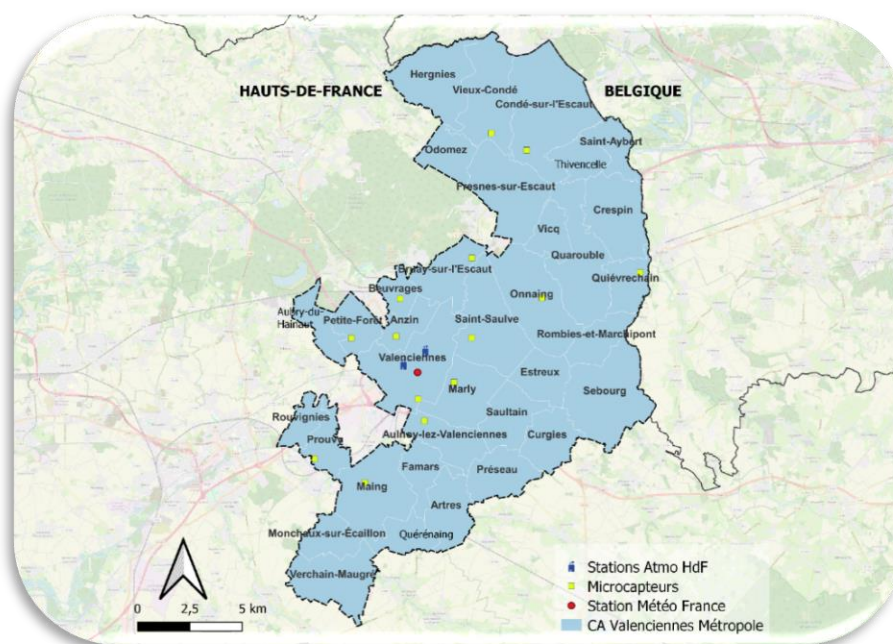 Hergnies
Vieux-Condé
HAUTS-DE-FRANCE
BELGIQUE
Condé-sur-l'Escaut
Saint-Aybert
Odomez
Thivencelle
Fresnes-sur-Escaut
Crespin
Vicq
Quarouble
Bruay-sur-l'Escaut
Quiévrechain
Beuvrages
Onnaing
Aubry-du-
Hainaut
Petite-Forêt
Anzin
Saint-Saulve
Rombies-et-Marchipont
Valenciennes
Estreux
Marly
Sebourg
Saultain
Rouvignies
Prouvy
Aulnoy-lez-Valenciennes
Curgies
Famars
Préseau
Maing
Artres
Monchaux-sur-Écaillon
Quérénaing
Verchain-Maugré
0 2,5 5 km
Stations Atmo HdF
Microcapteurs
Station Météo France
CA Valenciennes Métropole